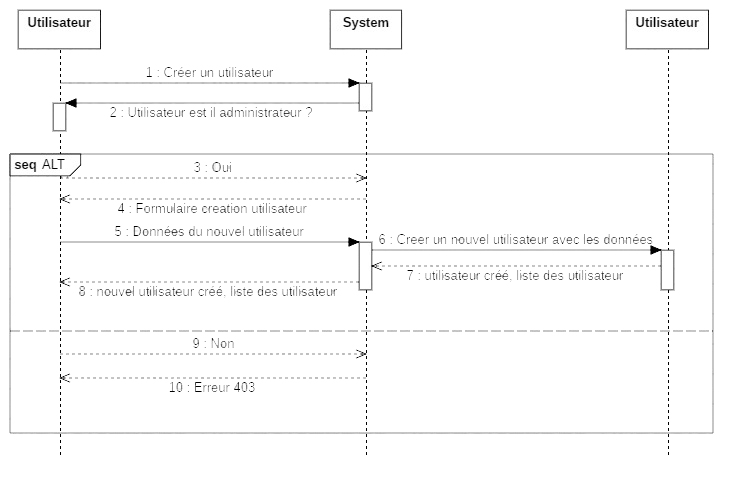 Utilisateur
System
Utilisateur
1 : Créer un utilisateur
2 : Utilisateur est il administrateur ?
seq ALT
3 : Oui
4 : Formulaire creation utilisateur
5 : Données du nouvel utilisateur
6 : Creer un nouvel utilisateur avec les données
7 : utilisateur créé, liste des utilisateur
8 : nouvel utilisateur créé, liste des utilisateur
9 : Non
10 : Erreur 403